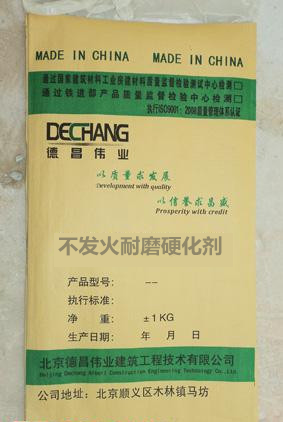 MADE IN CHINA MADE IN CHINA
通过国家建筑材料工业房建材料质量监督检验测试中心检测□
通过铁道部产品质量监督检验中心检测□
执行ISO9001：2008质量管理体系认证
DECHANG
德昌伟业
以质量求发展
Development with quality
以信誉求昌盛
Prosperity with credit
不发火耐磨硬化剂
产品型号： --
执行标准：
净 重： ±1KG
生产日期： 年 月 日
北京德昌伟业建筑工程技术有限公司
Beijing Dechang Construction Engineering Technology Co.,Ltd
公司地址：北京顺义区木林镇马坊